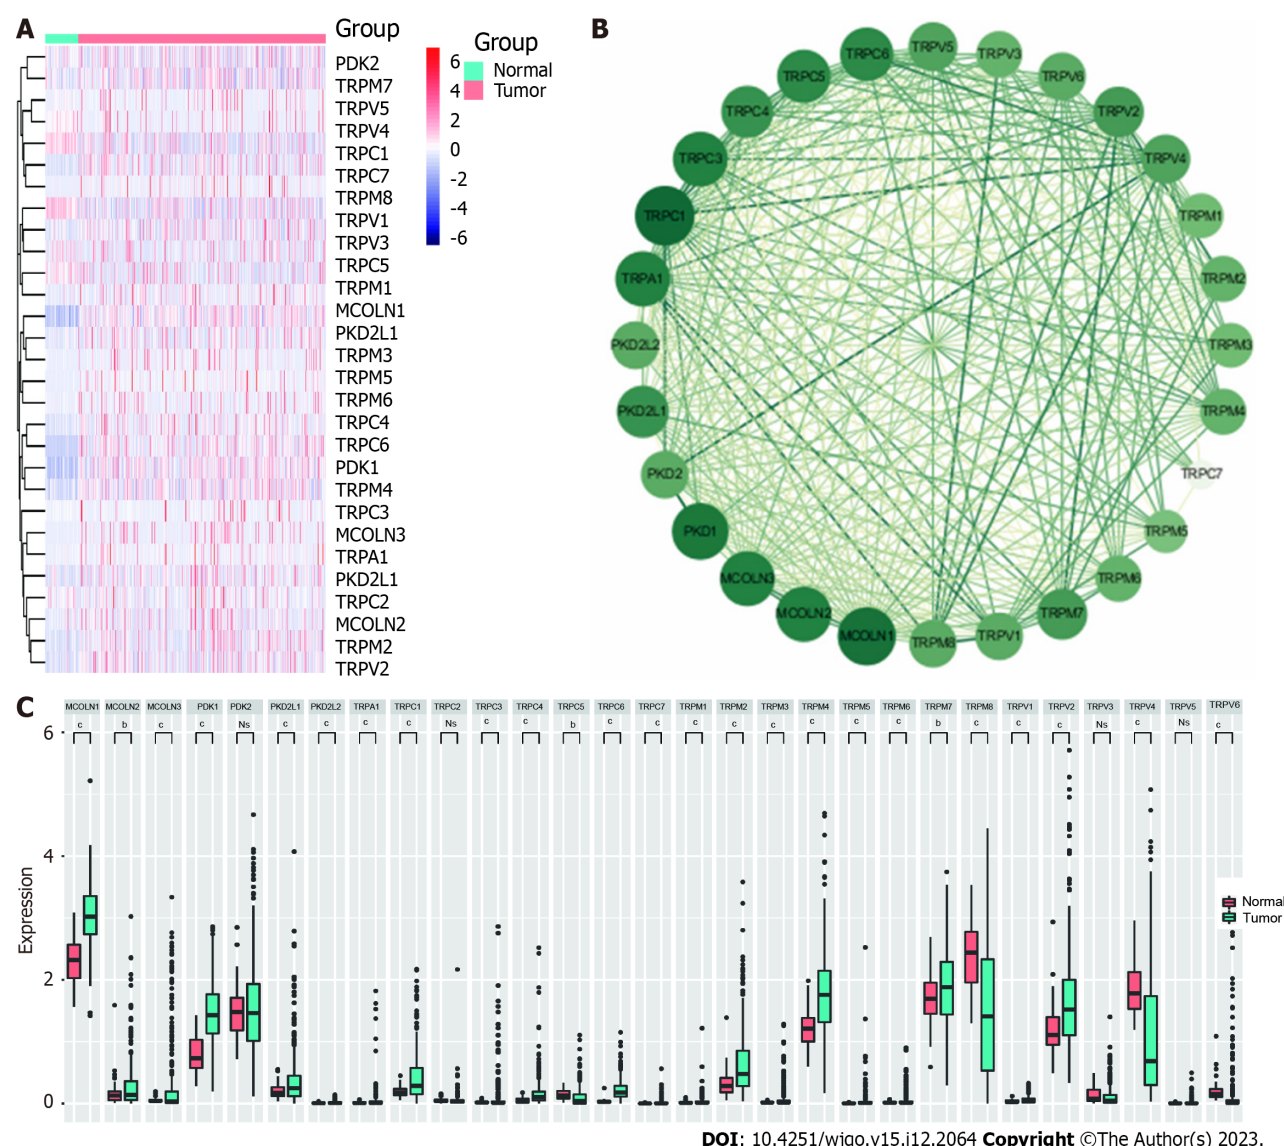 A
Group
PDK2
TRPM7
TRPV5
TRPV4
TRPC1
TRPC7
TRPM8
TRPV1
TRPV3
TRPC5
TRPM1
MCOLN1
PKD2L1
TRPM3
TRPM5
TRPM6
TRPC4
TRPC6
PDK1
TRPM4
TRPC3
MCOLN3
TRPA1
PKD2L1
TRPC2
MCOLN2
TRPM2
TRPV2
6
4
2
0
-2
-4
-6
Group
Normal
Tumor
B
TRPV5
TRPV3
TRPV6
TRPV2
TRPV4
TRPM1
TRPM2
TRPM3
TRPM4
TRPC7
TRPM5
TRPM6
TRPM7
TRPV1
TRPM8
MCOLN1
MCOLN2
MCOLN3
PKD1
PKD2
PKD2L1
PKD2L2
TRPA1
TRPC1
TRPC3
TRPC4
TRPC5
TRPC6
C
MCOLN1 MCOLN2 MCOLN3 PDK1 PDK2 PKD2L1 PKD2L2 TRPA1 TRPC1 TRPC2 TRPC3 TRPC4 TRPC5 TRPC6 TRPC7 TRPM1 TRPM2 TRPM3 TRPM4 TRPM5 TRPM6 TRPM7 TRPM8 TRPV1 TRPV2 TRPV3 TRPV4 TRPV5 TRPV6
c b c c Ns c c c c Ns c c b c c c c c c c c b c c c Ns c Ns c
6
4
2
0
Expression
Normal
Tumor
DOI: 10.4251/wjgo.v15.i12.2064 Copyright ©The Author(s) 2023.